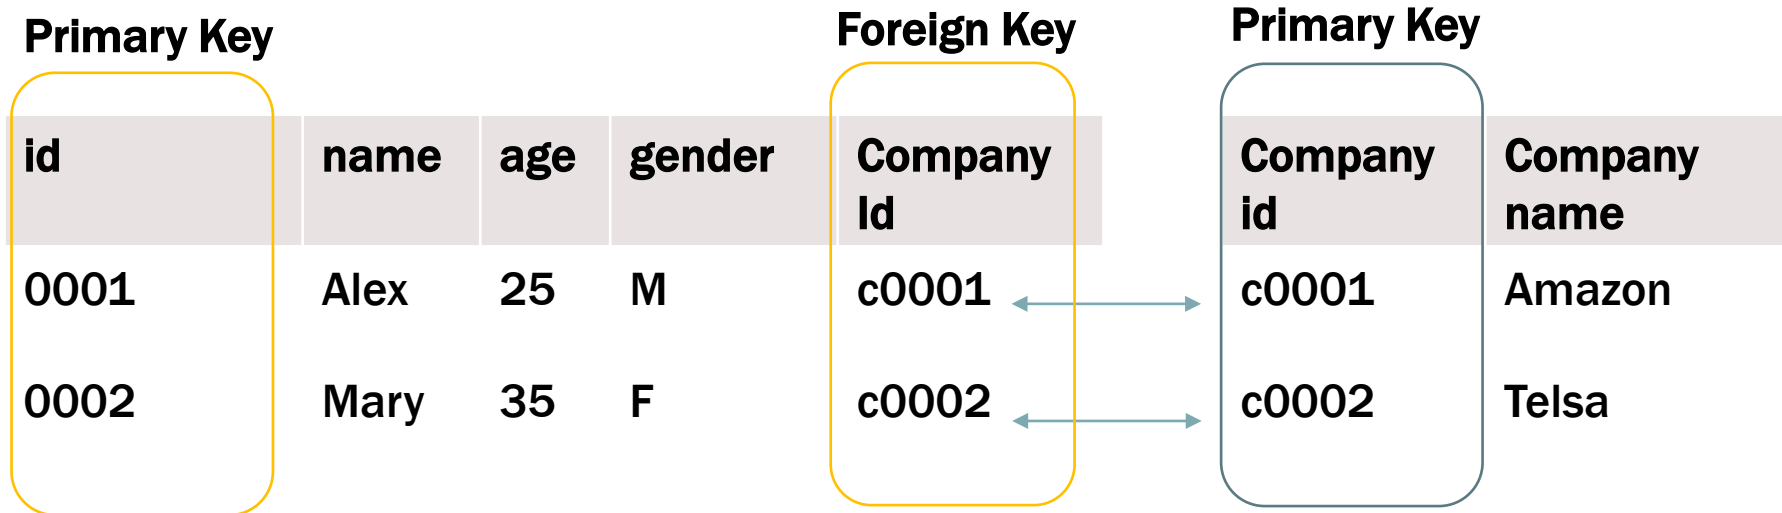 Primary Key Foreign Key Primary Key
id name age gender Company Id Company id Company name
0001 Alex 25 M c0001 c0001 Amazon
0002 Mary 35 F c0002 c0002 Telsa